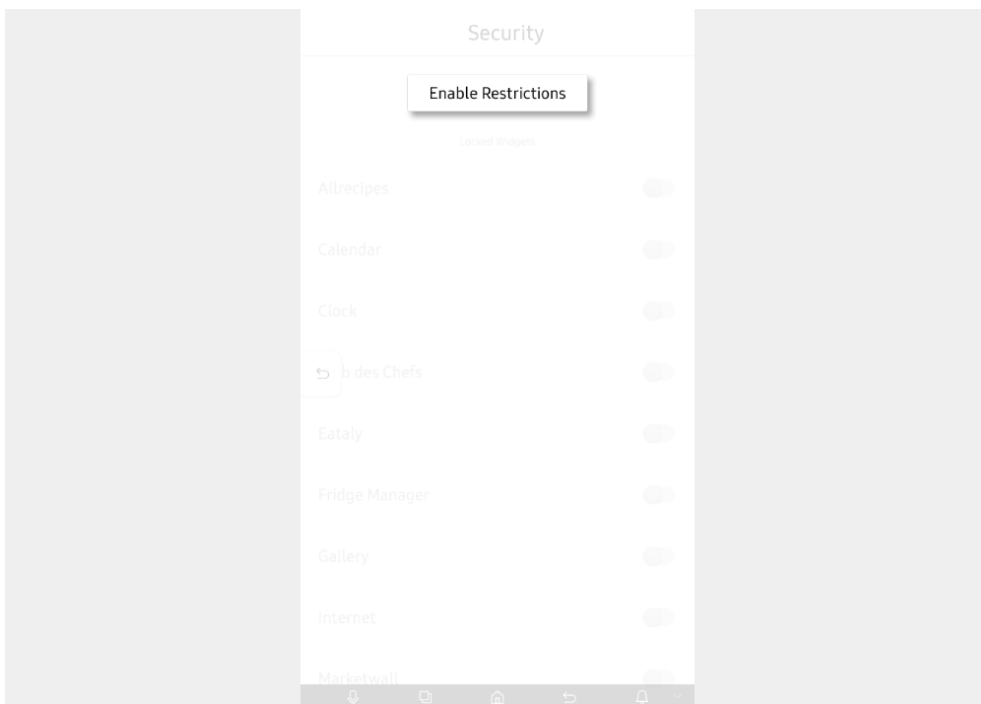 Security
Enable Restrictions
Locked Widgets
Allrecipes
Calendar
Clock
b des Chefs
Eataly
Fridge Manager
Gallery
Internet
Marketwall